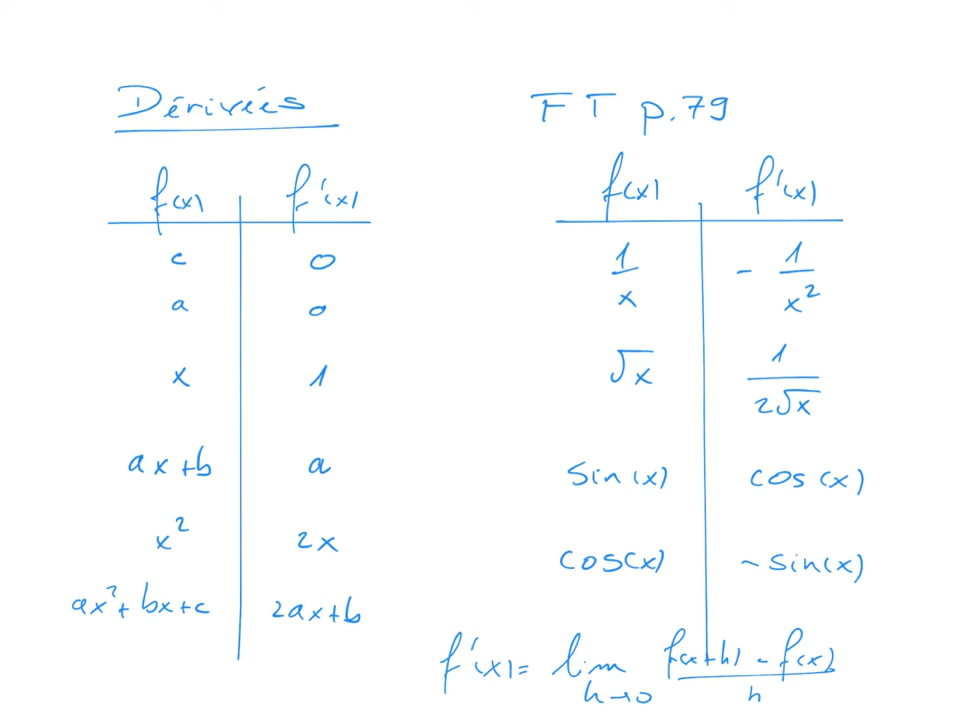 Dérivées
f(x) f'(x)
c 0
a 0
x 1
ax+b a
x² 2x
ax²+bx+c 2ax+b
FT p.79
f(x) f'(x)
1/x - 1/x²
√x 1/(2√x)
sin(x) cos(x)
cos(x) - sin(x)
f'(x) = lim h→0 (f(x+h) - f(x))/h